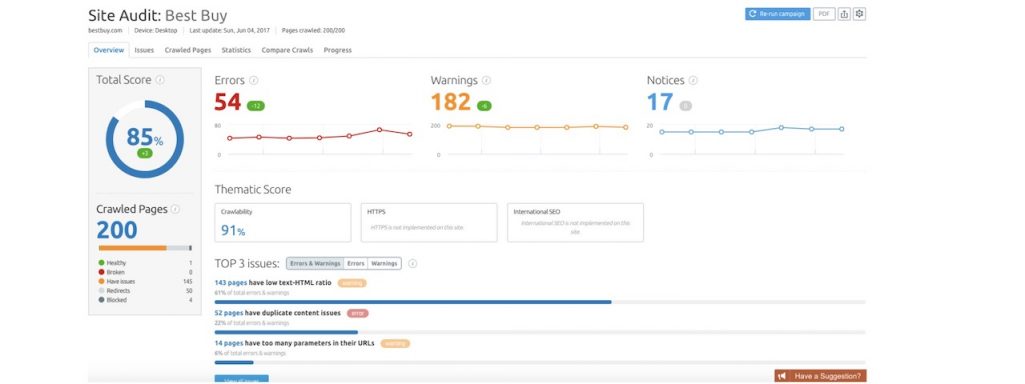 Site Audit: Best Buy
Re-run campaign
PDF
bestbuy.com
Device: Desktop
Last update: Sun, Jun 04, 2017
Pages crawled: 200/200
Overview
Issues
Crawled Pages
Statistics
Compare Crawls
Progress
Total Score
85%
+3
Crawled Pages
200
Healthy 1
Broken 0
Have issues 145
Redirects 50
Blocked 4
Errors
54 -12
80
0
Warnings
182 -6
200
0
Notices
17 0
20
0
Thematic Score
Crawlability
91%
HTTPS
HTTPS is not implemented on this site.
International SEO
International SEO is not implemented on this
site.
TOP 3 issues:
Errors & Warnings
Errors
Warnings
143 pages have low text-HTML ratio warning
61% of total errors & warnings
52 pages have duplicate content issues error
22% of total errors & warnings
14 pages have too many parameters in their URLs warning
6% of total errors & warnings
Have a Suggestion?